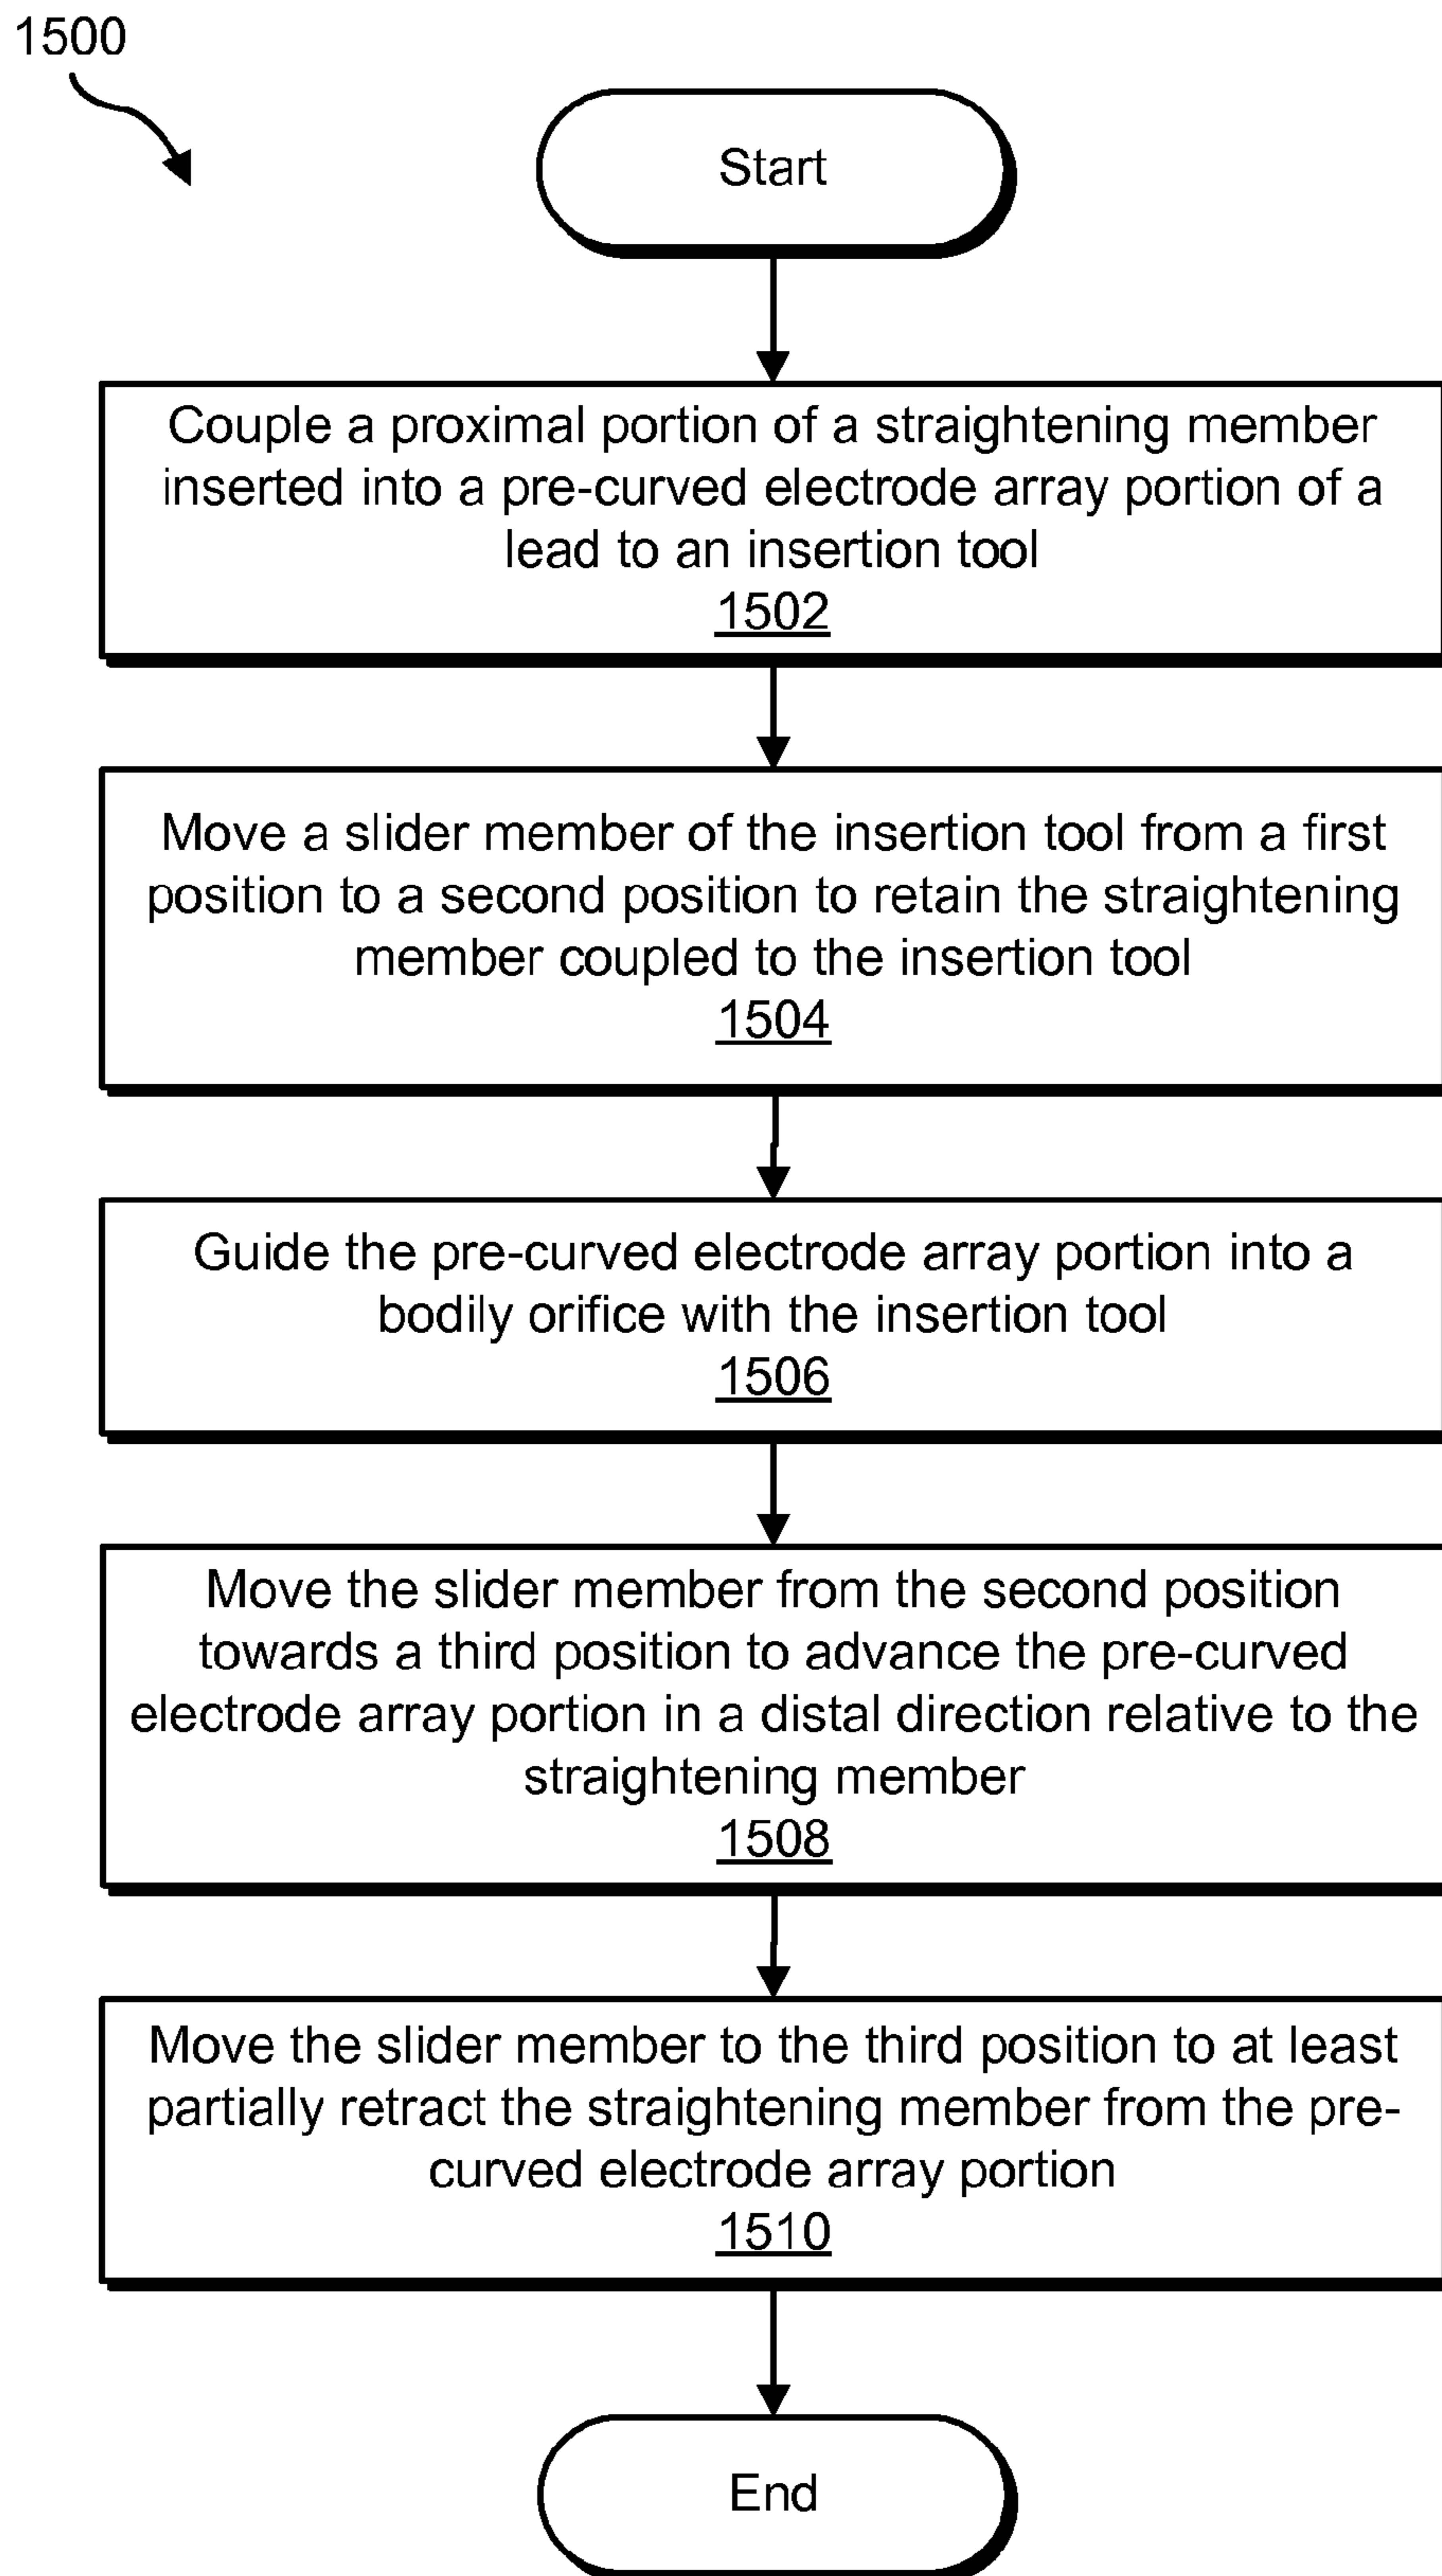 1500
Start
Couple a proximal portion of a straightening member
inserted into a pre-curved electrode array portion of a
lead to an insertion tool
1502
Move a slider member of the insertion tool from a first
position to a second position to retain the straightening
member coupled to the insertion tool
1504
Guide the pre-curved electrode array portion into a
bodily orifice with the insertion tool
1506
Move the slider member from the second position
towards a third position to advance the pre-curved
electrode array portion in a distal direction relative to the
straightening member
1508
Move the slider member to the third position to at least
partially retract the straightening member from the pre-
curved electrode array portion
1510
End